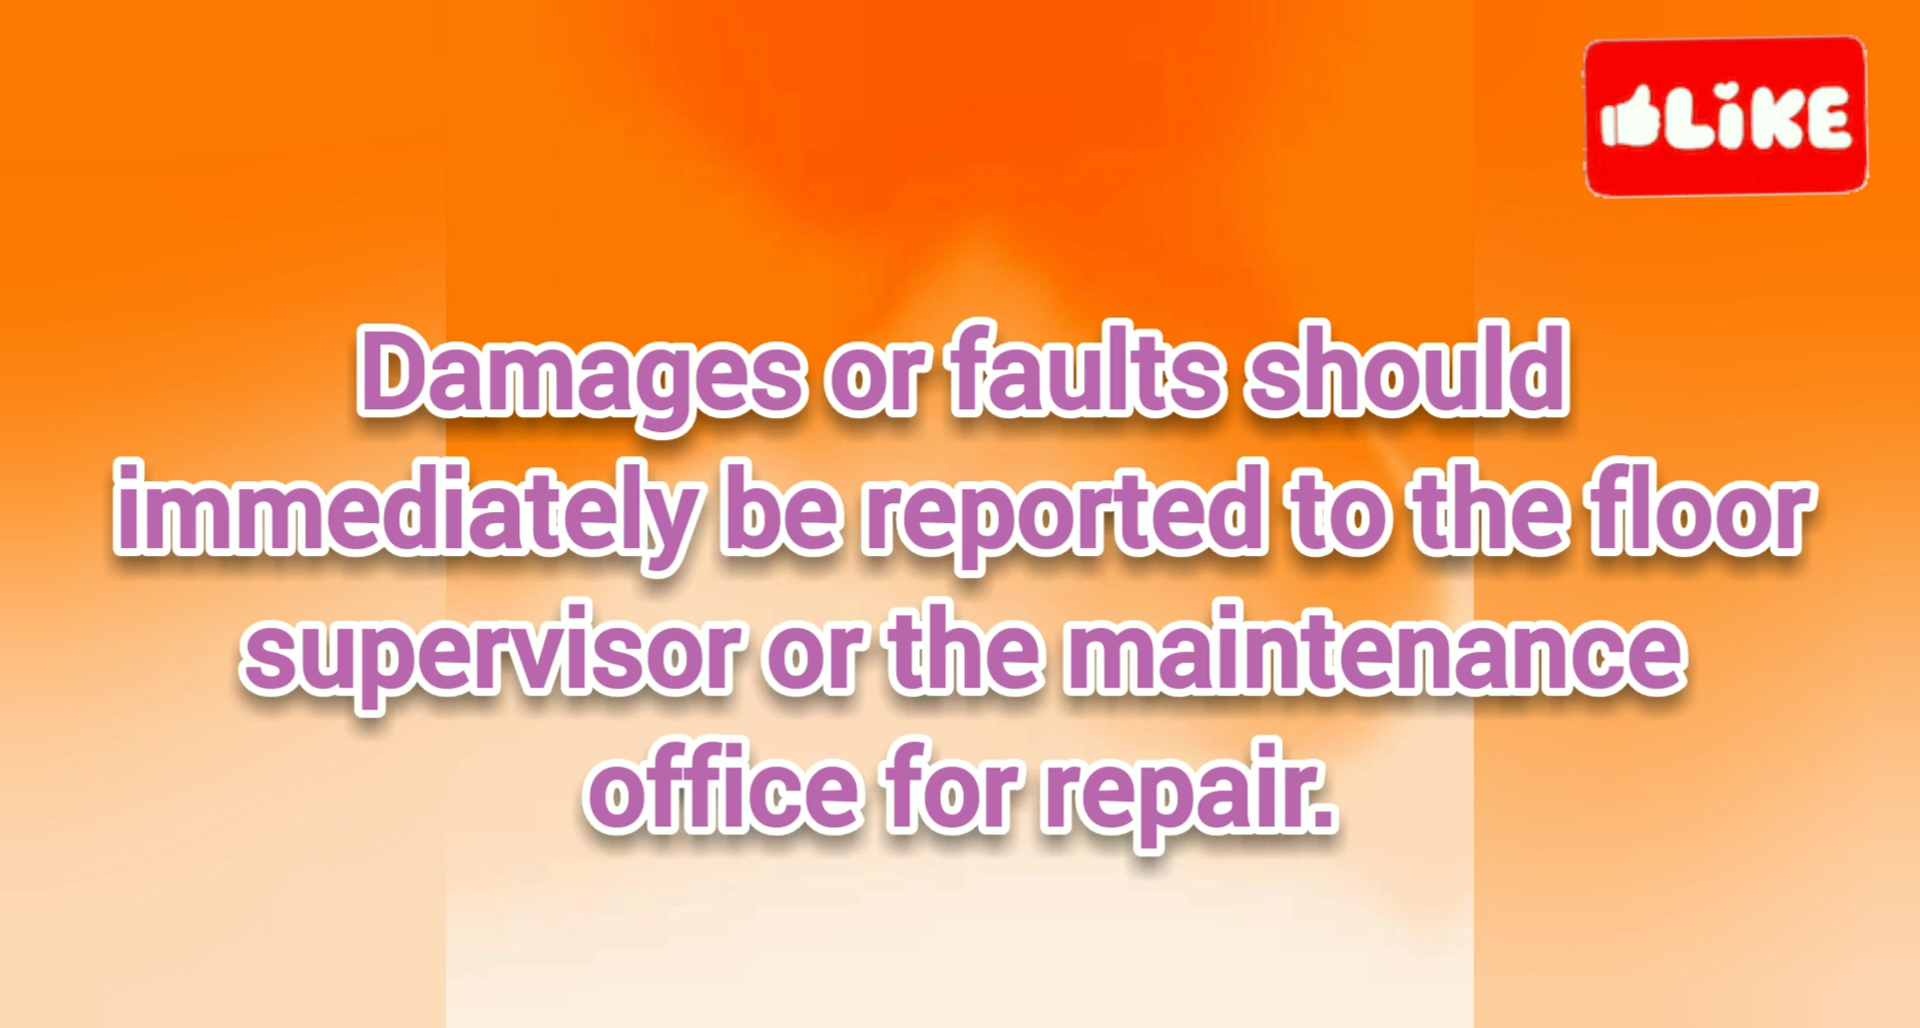 LiKE
Damages or faults should
immediately be reported to the floor
supervisor or the maintenance
office for repair.